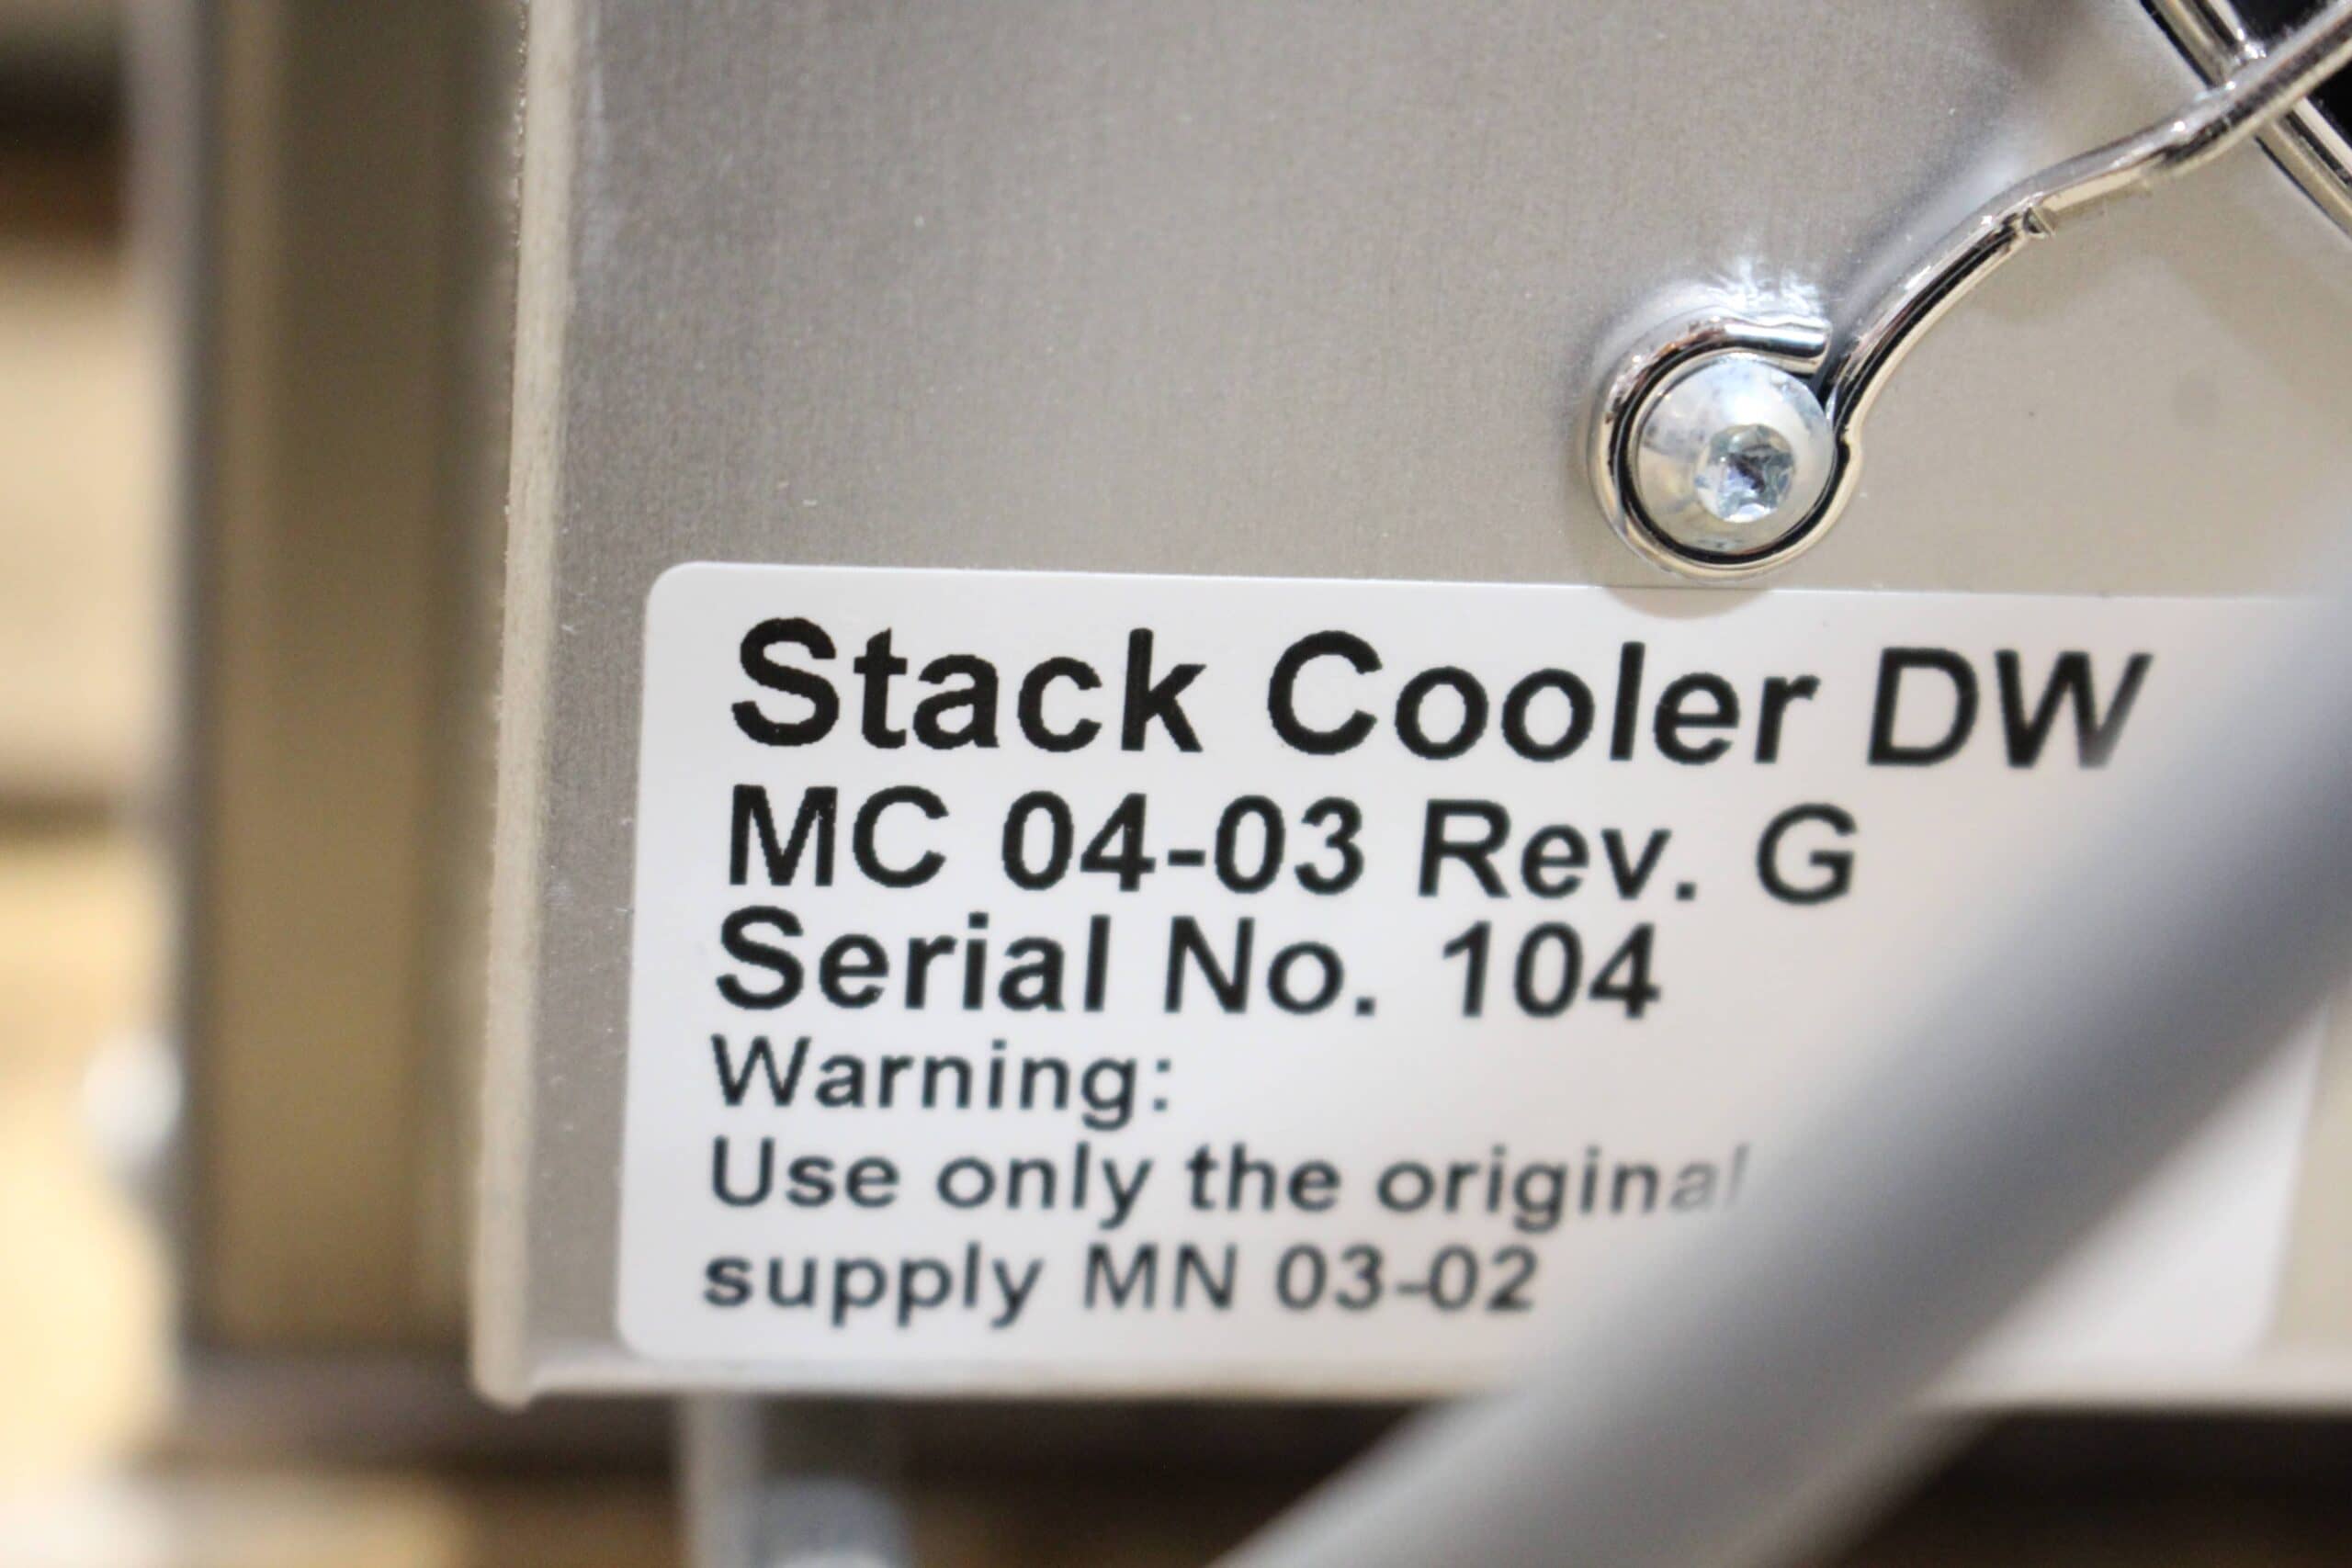 Stack Cooler DW
MC 04-03 Rev. G
Serial No. 104
Warning:
Use only the original
supply MN 03-02